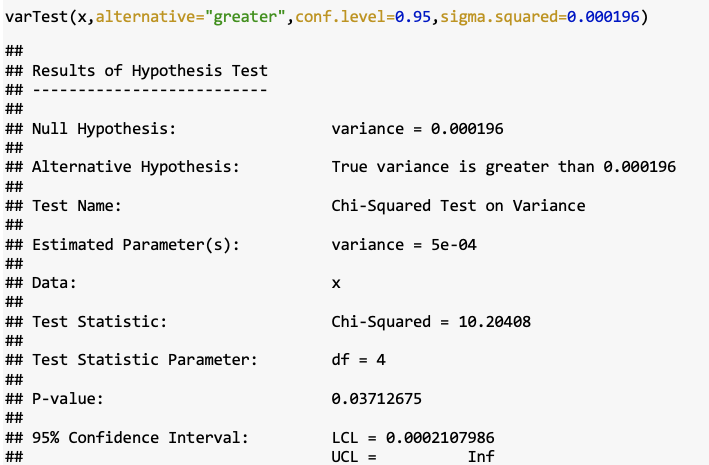 varTest(x,alternative="greater",conf.level=0.95,sigma.squared=0.000196)
##
## Results of Hypothesis Test
## --------------------------
##
## Null Hypothesis:                 variance = 0.000196
##
## Alternative Hypothesis:          True variance is greater than 0.000196
##
## Test Name:                       Chi-Squared Test on Variance
##
## Estimated Parameter(s):          variance = 5e-04
##
## Data:                            x
##
## Test Statistic:                  Chi-Squared = 10.20408
##
## Test Statistic Parameter:        df = 4
##
## P-value:                         0.03712675
##
## 95% Confidence Interval:         LCL = 0.0002107986
##                                  UCL =          Inf